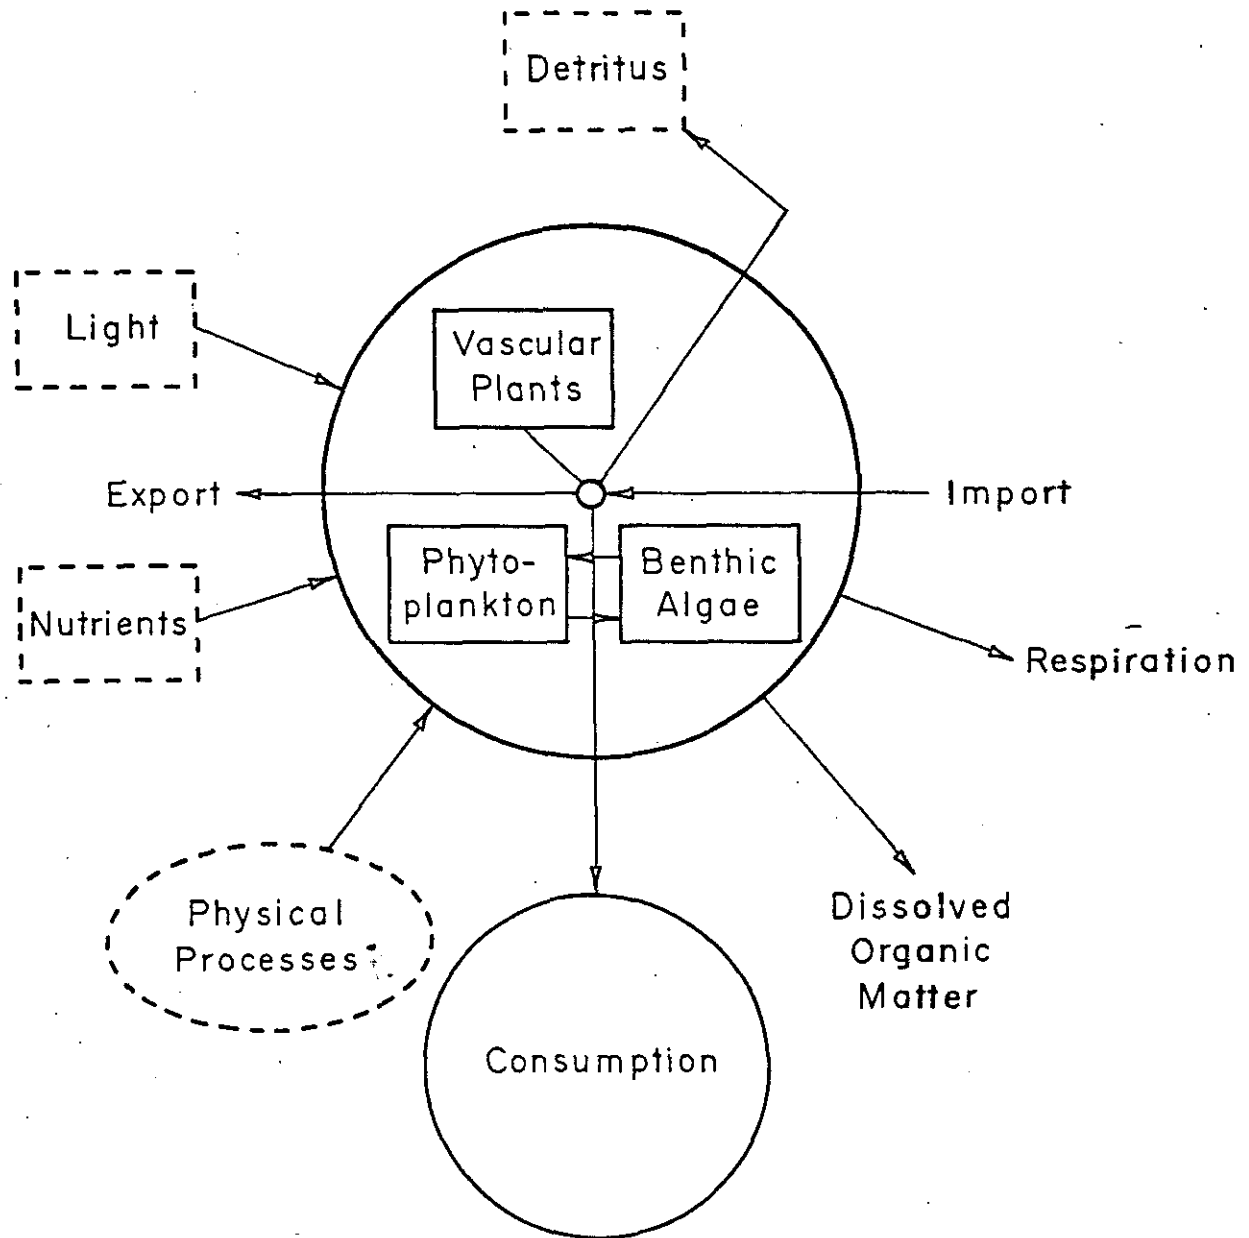 Detritus
Light
Vascular
Plants
Export
Import
Phyto-
plankton
Benthic
Algae
Nutrients
Respiration
Physical
Processes
Dissolved
Organic
Matter
Consumption